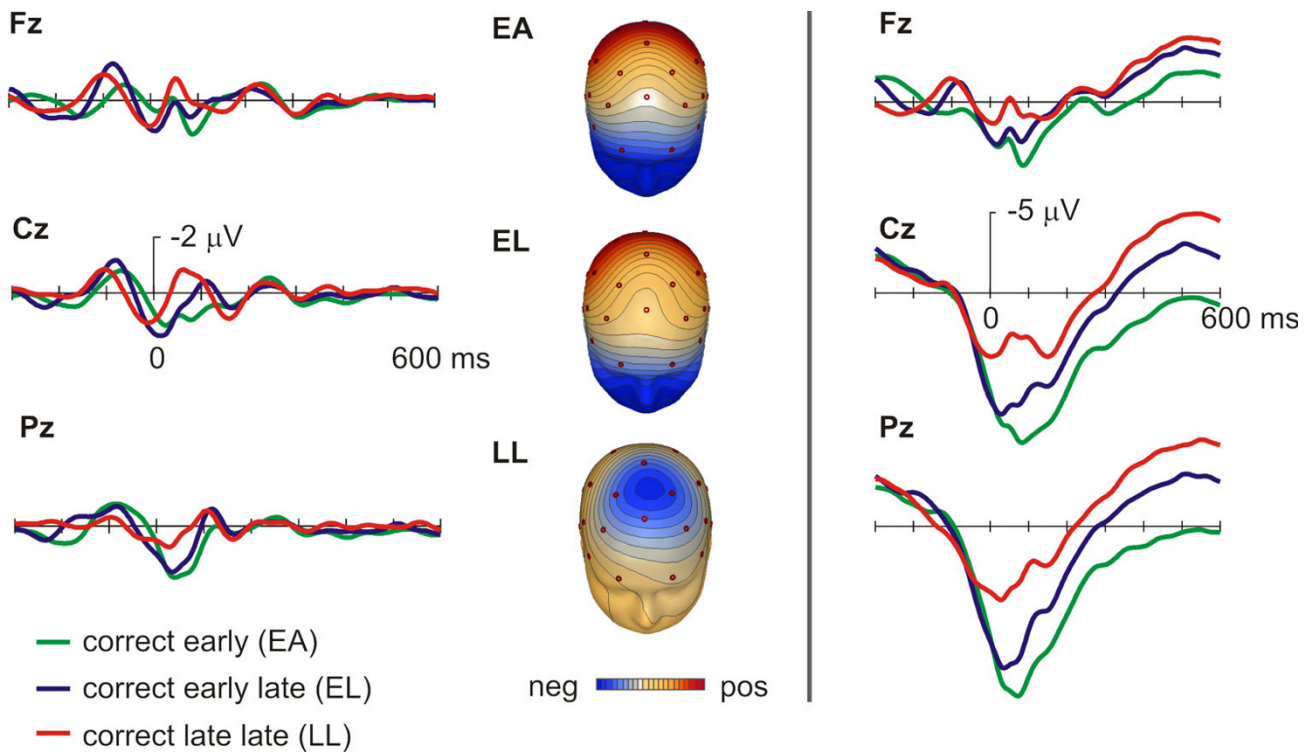 Fz
EA
Fz
Cz
-2 μV
0
600 ms
EL
Cz
-5 μV
0
600 ms
Pz
LL
Pz
correct early (EA)
correct early late (EL)
correct late late (LL)
neg
pos